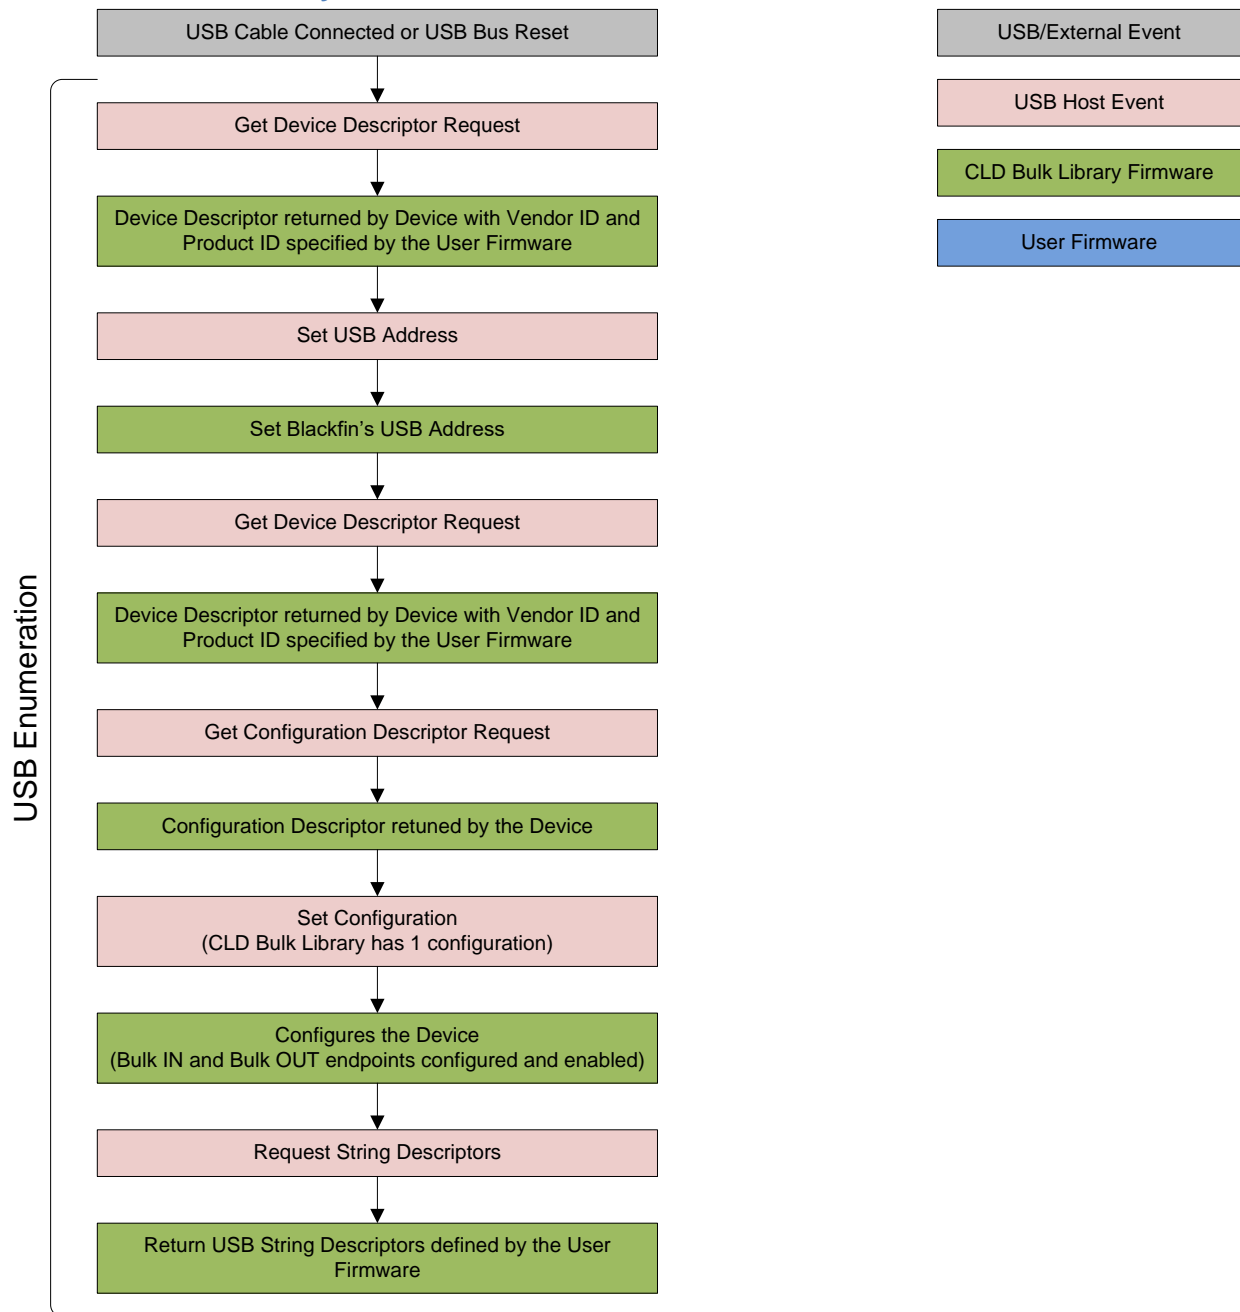 USB Cable Connected or USB Bus Reset
USB/External Event
USB Host Event
CLD Bulk Library Firmware
User Firmware
USB Enumeration
Get Device Descriptor Request
Device Descriptor returned by Device with Vendor ID and
Product ID specified by the User Firmware
Set USB Address
Set Blackfin's USB Address
Get Device Descriptor Request
Device Descriptor returned by Device with Vendor ID and
Product ID specified by the User Firmware
Get Configuration Descriptor Request
Configuration Descriptor retuned by the Device
Set Configuration
(CLD Bulk Library has 1 configuration)
Configures the Device
(Bulk IN and Bulk OUT endpoints configured and enabled)
Request String Descriptors
Return USB String Descriptors defined by the User
Firmware